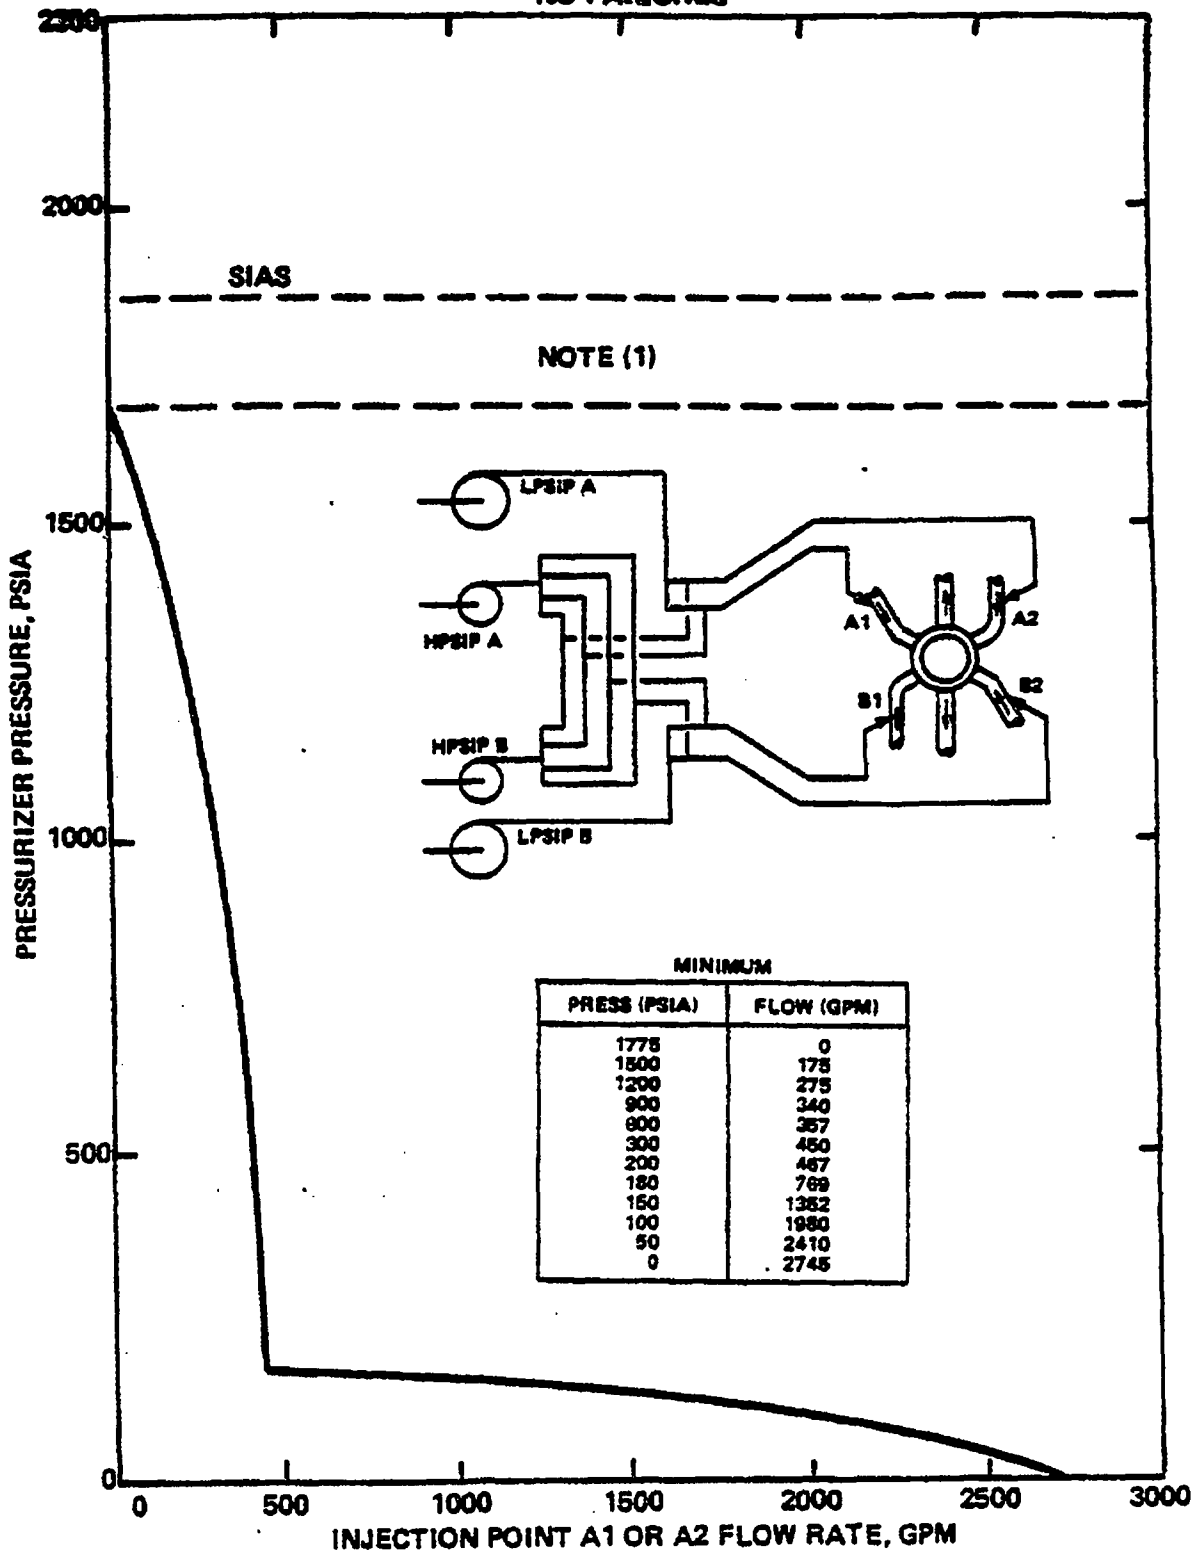 2000
SIAS
NOTE (1)
1500
1000
500
0
PRESSURIZER PRESSURE, PSIA
LPSIP A
HPSIP A
HPSIP B
LPSIP B
A1
A2
B1
B2
MINIMUM
PRESS (PSIA) FLOW (GPM)
1775 0
1500 175
1200 275
900 340
800 357
300 450
200 467
180 769
150 1352
100 1980
50 2410
0 2745
0 500 1000 1500 2000 2500 3000
INJECTION POINT A1 OR A2 FLOW RATE, GPM